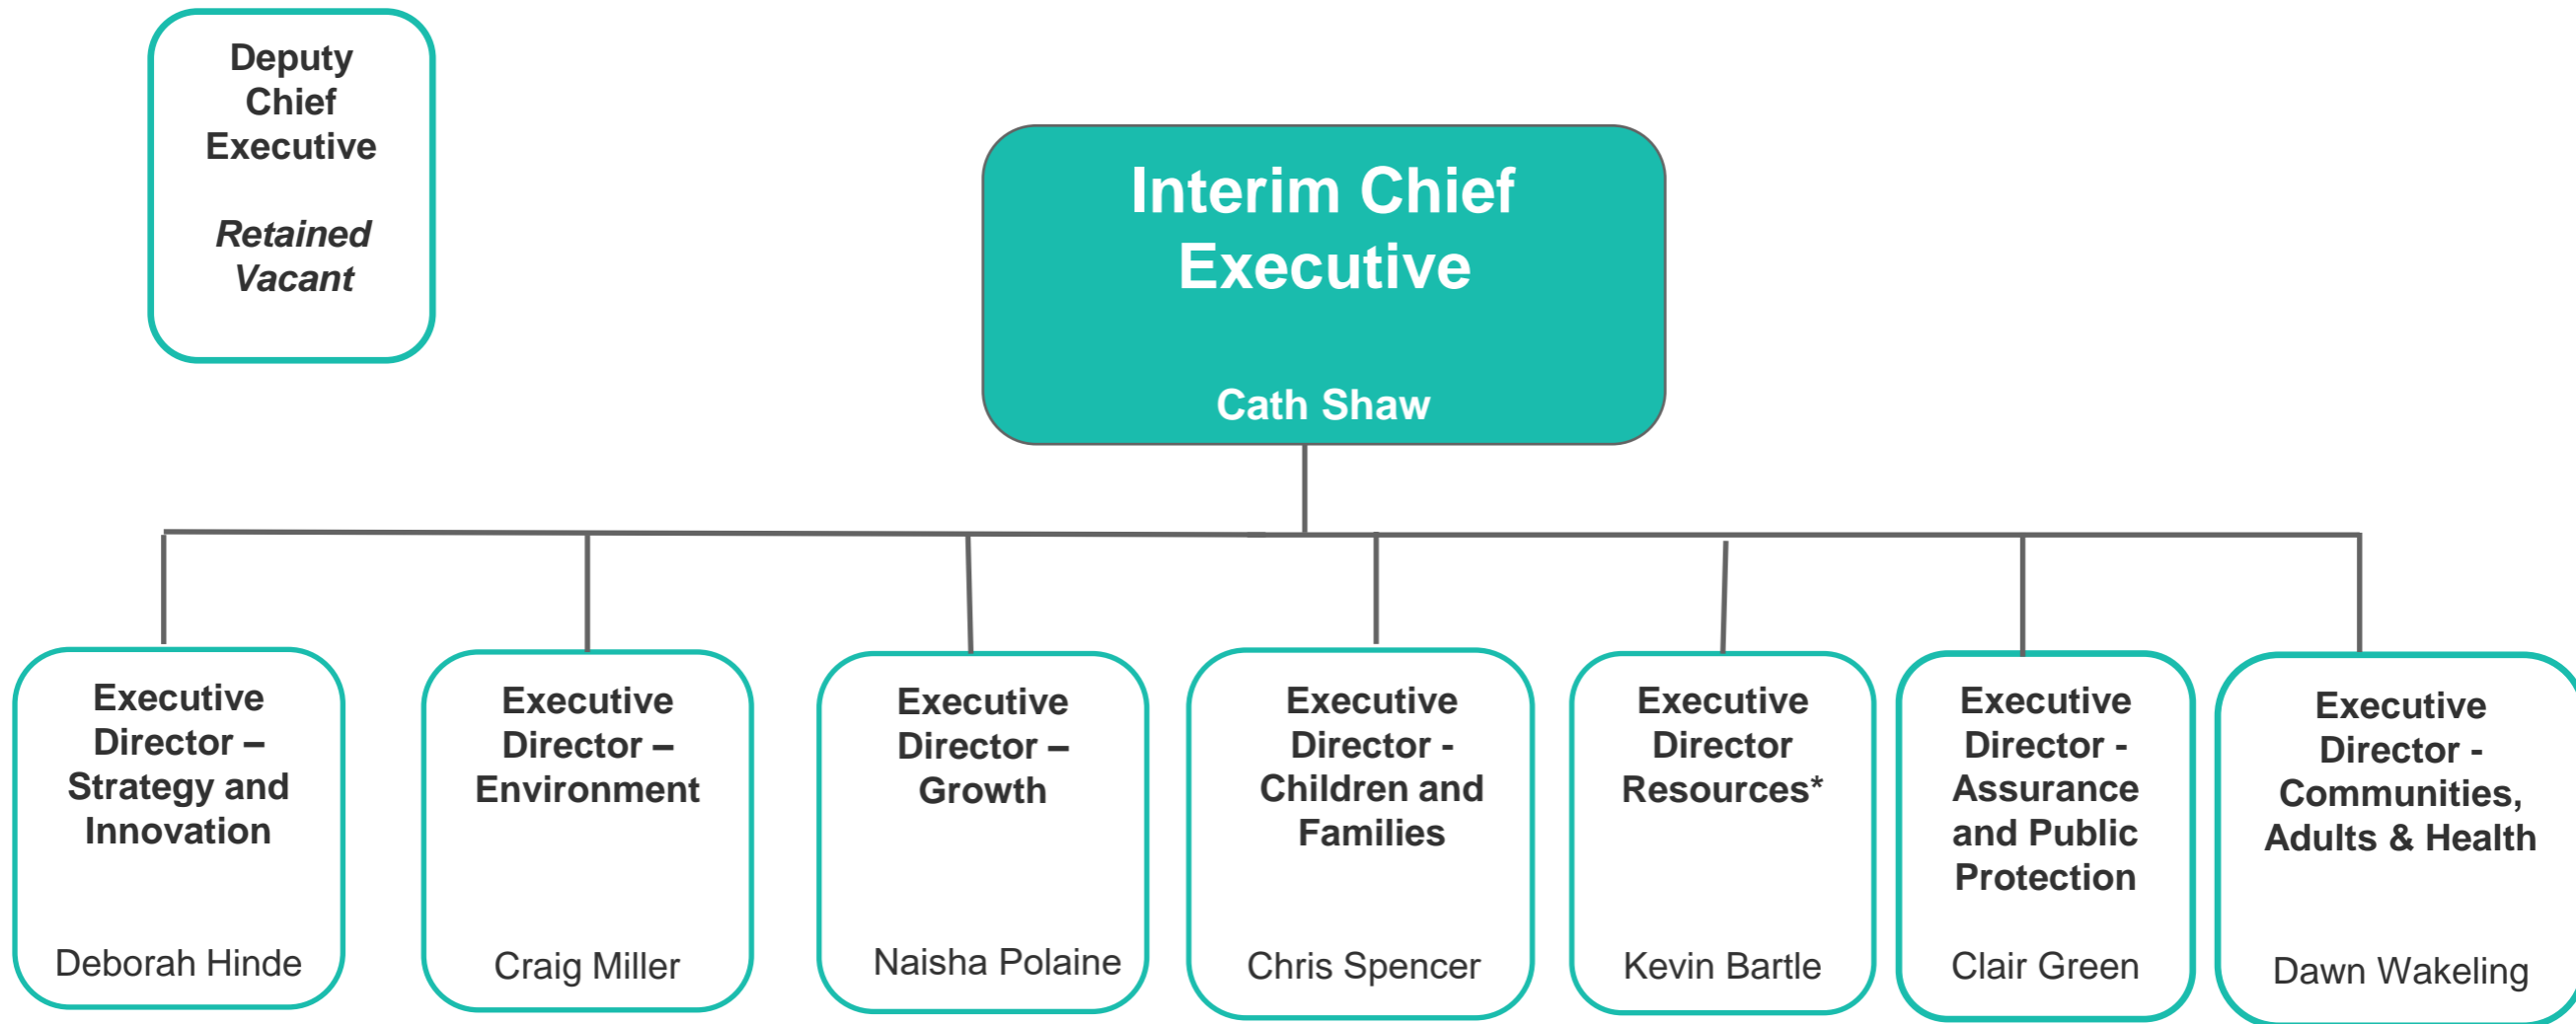 Deputy
Chief
Executive
Retained
Vacant
Interim Chief
Executive
Cath Shaw
Executive
Director –
Strategy and
Innovation
Deborah Hinde
Executive
Director –
Environment
Craig Miller
Executive
Director –
Growth
Naisha Polaine
Executive
Director -
Children and
Families
Chris Spencer
Executive
Director
Resources*
Kevin Bartle
Executive
Director -
Assurance
and Public
Protection
Clair Green
Executive
Director -
Communities,
Adults & Health
Dawn Wakeling